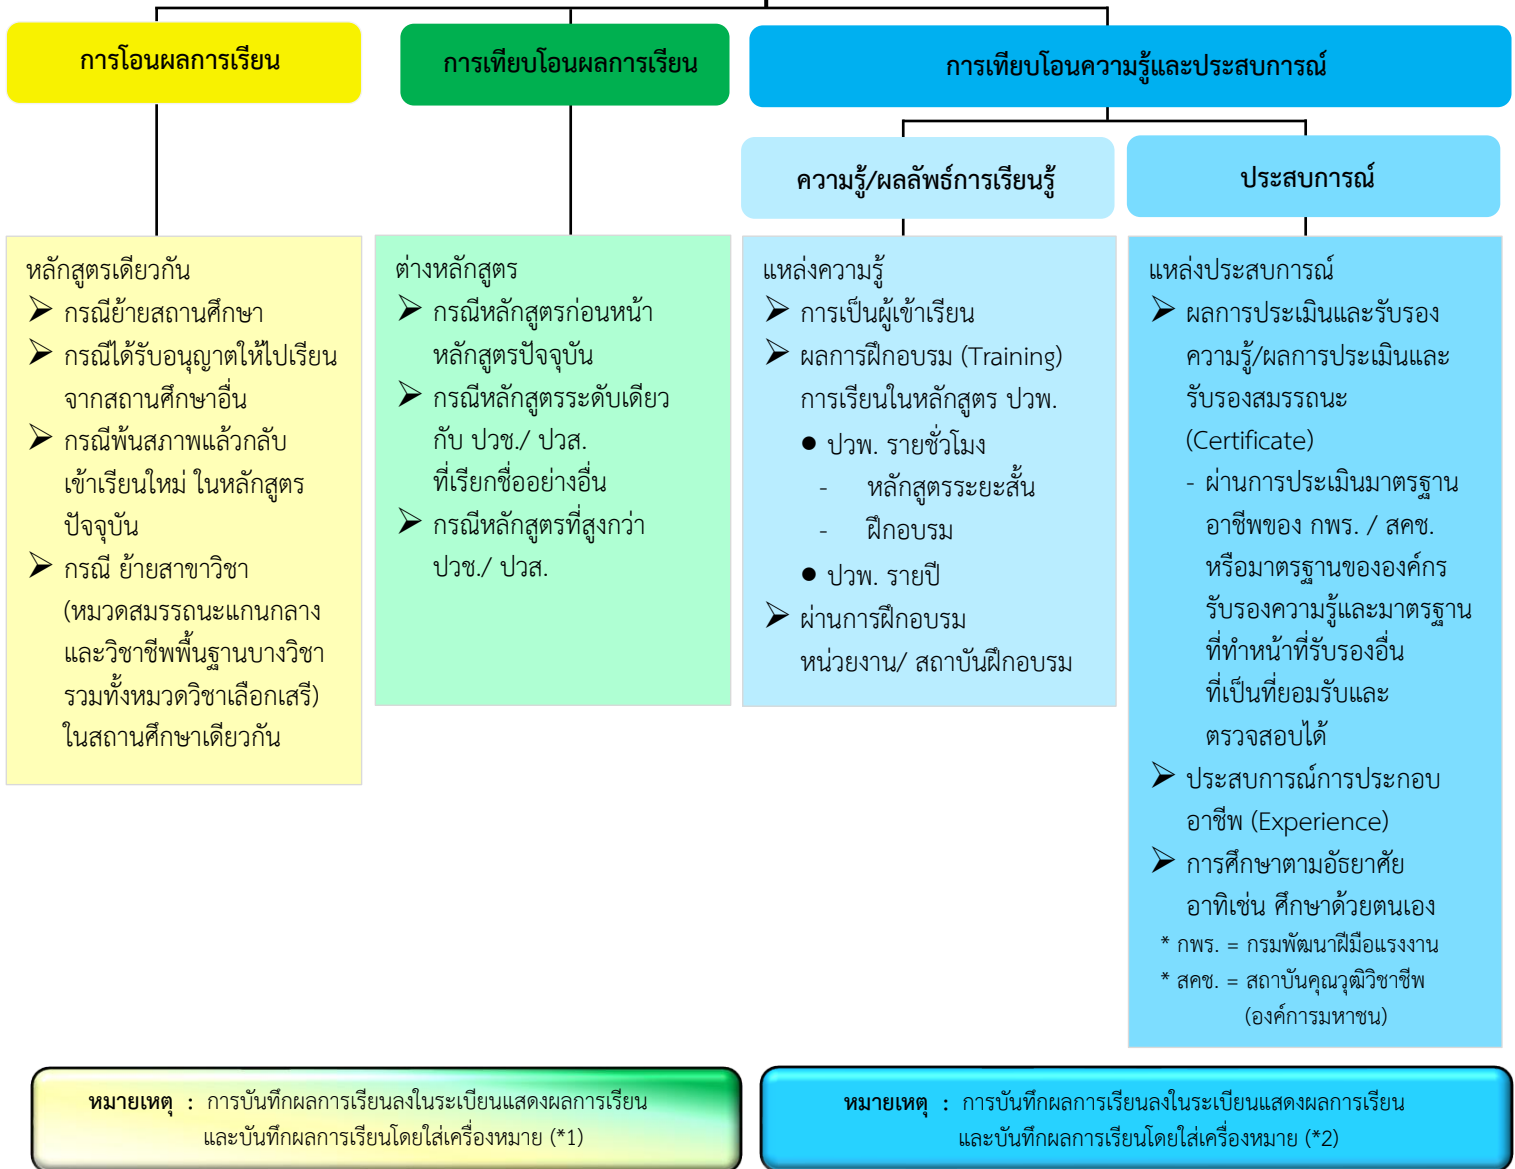 การโอนผลการเรียน
การเทียบโอนผลการเรียน
การเทียบโอนความรู้และประสบการณ์
ความรู้/ผลลัพธ์การเรียนรู้
ประสบการณ์
หลักสูตรเดียวกัน
➢ กรณีย้ายสถานศึกษา
➢ กรณีได้รับอนุญาตให้ไปเรียน
จากสถานศึกษาอื่น
➢ กรณีพ้นสภาพแล้วกลับ
เข้าเรียนใหม่ ในหลักสูตร
ปัจจุบัน
➢ กรณี ย้ายสาขาวิชา
(หมวดสมรรถนะแกนกลาง
และวิชาชีพพื้นฐานบางวิชา
รวมทั้งหมวดวิชาเลือกเสรี)
ในสถานศึกษาเดียวกัน
ต่างหลักสูตร
➢ กรณีหลักสูตรก่อนหน้า
หลักสูตรปัจจุบัน
➢ กรณีหลักสูตรระดับเดียว
กับ ปวช./ ปวส.
ที่เรียกชื่ออย่างอื่น
➢ กรณีหลักสูตรที่สูงกว่า
ปวช./ ปวส.
แหล่งความรู้
➢ การเป็นผู้เข้าเรียน
➢ ผลการฝึกอบรม (Training)
การเรียนในหลักสูตร ปวพ.
● ปวพ. รายชั่วโมง
- หลักสูตรระยะสั้น
- ฝึกอบรม
● ปวพ. รายปี
➢ ผ่านการฝึกอบรม
หน่วยงาน/ สถาบันฝึกอบรม
แหล่งประสบการณ์
➢ ผลการประเมินและรับรอง
ความรู้/ผลการประเมินและ
รับรองสมรรถนะ
(Certificate)
- ผ่านการประเมินมาตรฐาน
อาชีพของ กพร. / สคช.
หรือมาตรฐานขององค์กร
รับรองความรู้และมาตรฐาน
ที่ทำหน้าที่รับรองอื่น
ที่เป็นที่ยอมรับและ
ตรวจสอบได้
➢ ประสบการณ์การประกอบ
อาชีพ (Experience)
➢ การศึกษาตามอัธยาศัย
อาทิเช่น ศึกษาด้วยตนเอง
* กพร. = กรมพัฒนาฝีมือแรงงาน
* สคช. = สถาบันคุณวุฒิวิชาชีพ
(องค์การมหาชน)
หมายเหตุ : การบันทึกผลการเรียนลงในระเบียนแสดงผลการเรียน
และบันทึกผลการเรียนโดยใส่เครื่องหมาย (*1)
หมายเหตุ : การบันทึกผลการเรียนลงในระเบียนแสดงผลการเรียน
และบันทึกผลการเรียนโดยใส่เครื่องหมาย (*2)